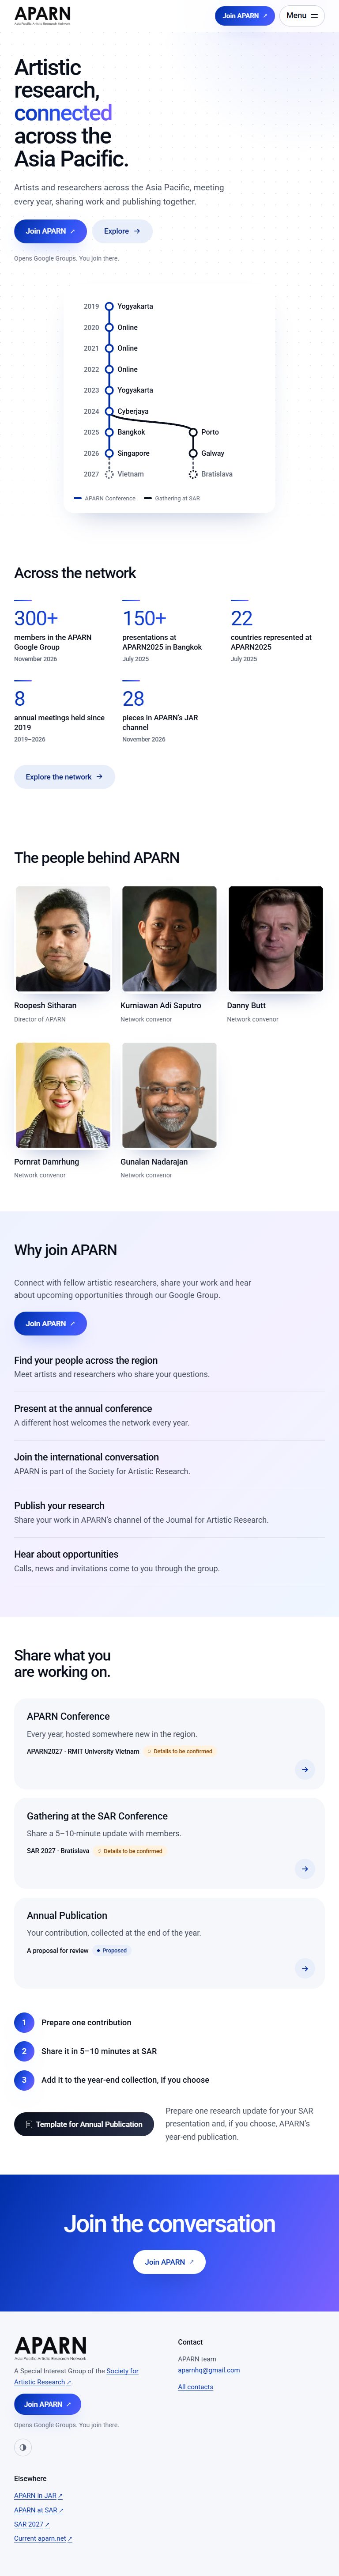 APARN
Asia Pacific Artistic Research Network
Join APARN ↗
Menu
Artistic
research,
connected
across the
Asia Pacific.
Artists and researchers across the Asia Pacific, meeting
every year, sharing work and publishing together.
Join APARN ↗
Explore →
Opens Google Groups. You join there.
2019 Yogyakarta
2020 Online
2021 Online
2022 Online
2023 Yogyakarta
2024 Cyberjaya
2025 Bangkok Porto
2026 Singapore Galway
2027 Vietnam Bratislava
APARN Conference Gathering at SAR
Across the network
300+
members in the APARN
Google Group
November 2026
150+
presentations at
APARN2025 in Bangkok
July 2025
22
countries represented at
APARN2025
July 2025
8
annual meetings held since
2019
2019–2026
28
pieces in APARN's JAR
channel
November 2026
Explore the network →
The people behind APARN
Roopesh Sitharan
Director of APARN
Kurniawan Adi Saputro
Network convenor
Danny Butt
Network convenor
Pornrat Damrhung
Network convenor
Gunalan Nadarajan
Network convenor
Why join APARN
Connect with fellow artistic researchers, share your work and hear
about upcoming opportunities through our Google Group.
Join APARN ↗
Find your people across the region
Meet artists and researchers who share your questions.
Present at the annual conference
A different host welcomes the network every year.
Join the international conversation
APARN is part of the Society for Artistic Research.
Publish your research
Share your work in APARN's channel of the Journal for Artistic Research.
Hear about opportunities
Calls, news and invitations come to you through the group.
Share what you
are working on.
APARN Conference
Every year, hosted somewhere new in the region.
APARN2027 · RMIT University Vietnam Details to be confirmed
→
Gathering at the SAR Conference
Share a 5–10-minute update with members.
SAR 2027 · Bratislava Details to be confirmed
→
Annual Publication
Your contribution, collected at the end of the year.
A proposal for review Proposed
→
1 Prepare one contribution
2 Share it in 5–10 minutes at SAR
3 Add it to the year-end collection, if you choose
Template for Annual Publication
Prepare one research update for your SAR
presentation and, if you choose, APARN's
year-end publication.
Join the conversation
Join APARN ↗
APARN
Asia Pacific Artistic Research Network
A Special Interest Group of the Society for
Artistic Research ↗.
Join APARN ↗
Opens Google Groups. You join there.
Contact
APARN team
aparnhq@gmail.com
All contacts
Elsewhere
APARN in JAR ↗
APARN at SAR ↗
SAR 2027 ↗
Current aparn.net ↗